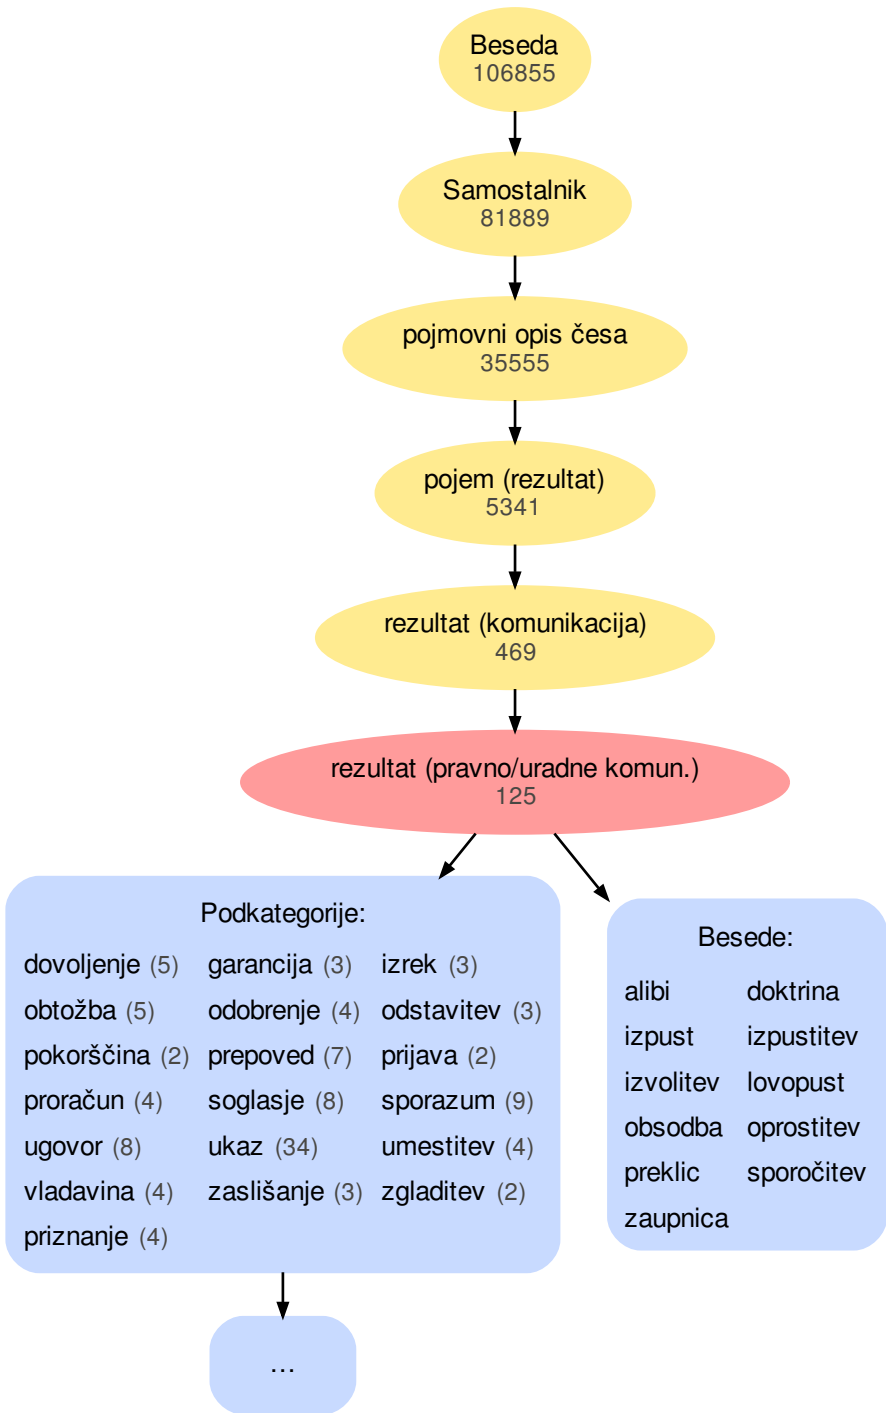 Beseda
106855
Samostalnik
81889
pojmovni opis česa
35555
pojem (rezultat)
5341
rezultat (komunikacija)
469
rezultat (pravno/uradne komun.)
125
Podkategorije:
dovoljenje (5) garancija (3) izrek (3)
obtožba (5) odobrenje (4) odstavitev (3)
pokorščina (2) prepoved (7) prijava (2)
proračun (4) soglasje (8) sporazum (9)
ugovor (8) ukaz (34) umestitev (4)
vladavina (4) zaslišanje (3) zgladitev (2)
priznanje (4)
Besede:
alibi doktrina
izpust izpustitev
izvolitev lovopust
obsodba oprostitev
preklic sporočitev
zaupnica
...